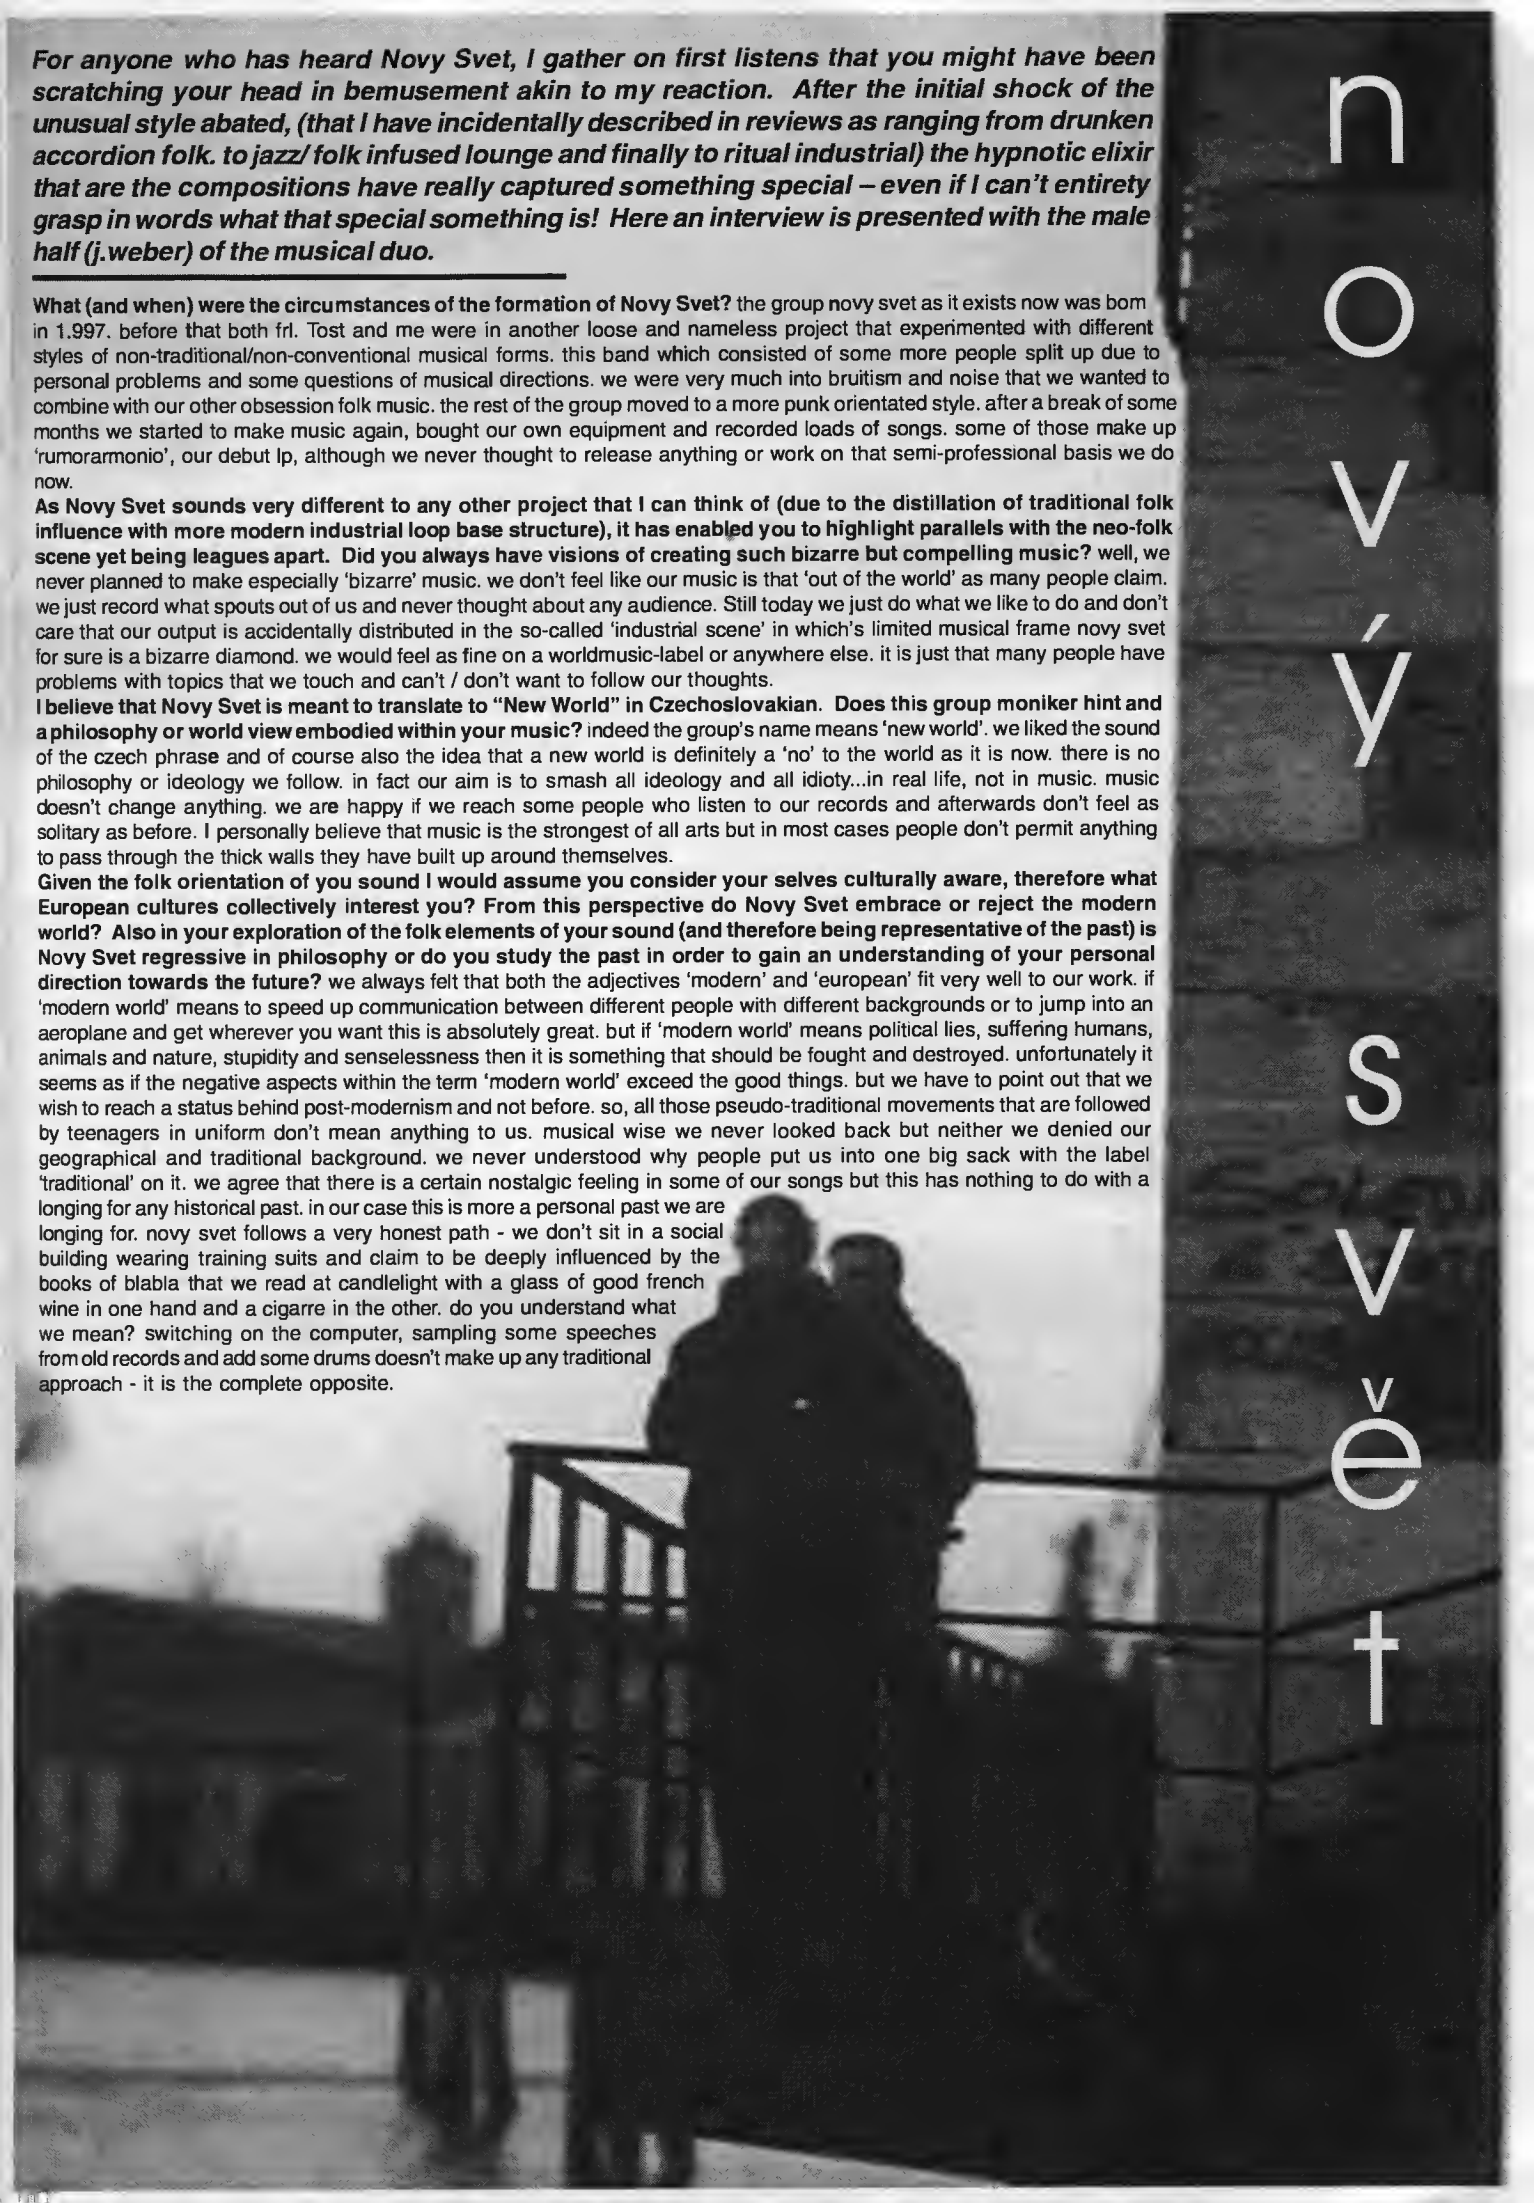 For anyone who has heard Novy Svet, I gather on first listens that you might have been
scratching your head in bemusement akin to my reaction.  After the initial shock of the
unusual style abated, (that I have incidentally described in reviews as ranging from drunken
accordion folk. to jazz/folk infused lounge and finally to ritual industrial) the hypnotic elixir
that are the compositions have really captured something special – even if I can't entirety
grasp in words what that special something is!  Here an interview is presented with the male
half (j.weber) of the musical duo.
What (and when) were the circumstances of the formation of Novy Svet? the group novy svet as it exists now was born
in 1.997. before that both frl. Tost and me were in another loose and nameless project that experimented with different
styles of non-traditional/non-conventional musical forms. this band which consisted of some more people split up due to
personal problems and some questions of musical directions. we were very much into bruitism and noise that we wanted to
combine with our other obsession folk music. the rest of the group moved to a more punk orientated style. after a break of some
months we started to make music again, bought our own equipment and recorded loads of songs. some of those make up
'rumorarmonio', our debut lp, although we never thought to release anything or work on that semi-professional basis we do
now.
As Novy Svet sounds very different to any other project that I can think of (due to the distillation of traditional folk
influence with more modern industrial loop base structure), it has enabled you to highlight parallels with the neo-folk
scene yet being leagues apart.  Did you always have visions of creating such bizarre but compelling music? well, we
never planned to make especially 'bizarre' music. we don't feel like our music is that 'out of the world' as many people claim.
we just record what spouts out of us and never thought about any audience. Still today we just do what we like to do and don't
care that our output is accidentally distributed in the so-called 'industrial scene' in which's limited musical frame novy svet
for sure is a bizarre diamond. we would feel as fine on a worldmusic-label or anywhere else. it is just that many people have
problems with topics that we touch and can't / don't want to follow our thoughts.
I believe that Novy Svet is meant to translate to "New World" in Czechoslovakian.  Does this group moniker hint and
a philosophy or world view embodied within your music? indeed the group's name means 'new world'. we liked the sound
of the czech phrase and of course also the idea that a new world is definitely a 'no' to the world as it is now. there is no
philosophy or ideology we follow. in fact our aim is to smash all ideology and all idioty...in real life, not in music. music
doesn't change anything. we are happy if we reach some people who listen to our records and afterwards don't feel as
solitary as before. I personally believe that music is the strongest of all arts but in most cases people don't permit anything
to pass through the thick walls they have built up around themselves.
Given the folk orientation of you sound I would assume you consider your selves culturally aware, therefore what
European cultures collectively interest you? From this perspective do Novy Svet embrace or reject the modern
world?  Also in your exploration of the folk elements of your sound (and therefore being representative of the past) is
Novy Svet regressive in philosophy or do you study the past in order to gain an understanding of your personal
direction towards the future? we always felt that both the adjectives 'modern' and 'european' fit very well to our work. if
'modern world' means to speed up communication between different people with different backgrounds or to jump into an
aeroplane and get wherever you want this is absolutely great. but if 'modern world' means political lies, suffering humans,
animals and nature, stupidity and senselessness then it is something that should be fought and destroyed. unfortunately it
seems as if the negative aspects within the term 'modern world' exceed the good things. but we have to point out that we
wish to reach a status behind post-modernism and not before. so, all those pseudo-traditional movements that are followed
by teenagers in uniform don't mean anything to us. musical wise we never looked back but neither we denied our
geographical and traditional background. we never understood why people put us into one big sack with the label
'traditional' on it. we agree that there is a certain nostalgic feeling in some of our songs but this has nothing to do with a
longing for any historical past. in our case this is more a personal past we are
longing for. novy svet follows a very honest path - we don't sit in a social
building wearing training suits and claim to be deeply influenced by the
books of blabla that we read at candlelight with a glass of good french
wine in one hand and a cigarre in the other. do you understand what
we mean? switching on the computer, sampling some speeches
from old records and add some drums doesn't make up any traditional
approach - it is the complete opposite.
nový svět